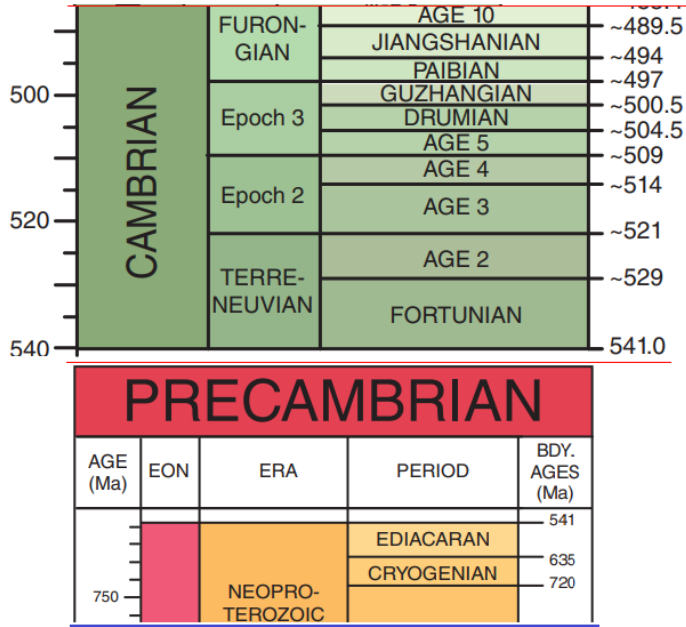 AGE 10
~489.5
FURON-
GIAN
JIANGSHANIAN
~494
PAIBIAN
~497
500
GUZHANGIAN
~500.5
CAMBRIAN
Epoch 3
DRUMIAN
~504.5
AGE 5
~509
AGE 4
~514
Epoch 2
AGE 3
520
~521
AGE 2
~529
TERRE-
NEUVIAN
FORTUNIAN
540
541.0
PRECAMBRIAN
AGE
(Ma)
EON
ERA
PERIOD
BDY.
AGES
(Ma)
541
EDIACARAN
635
CRYOGENIAN
720
750
NEOPRO-
TEROZOIC